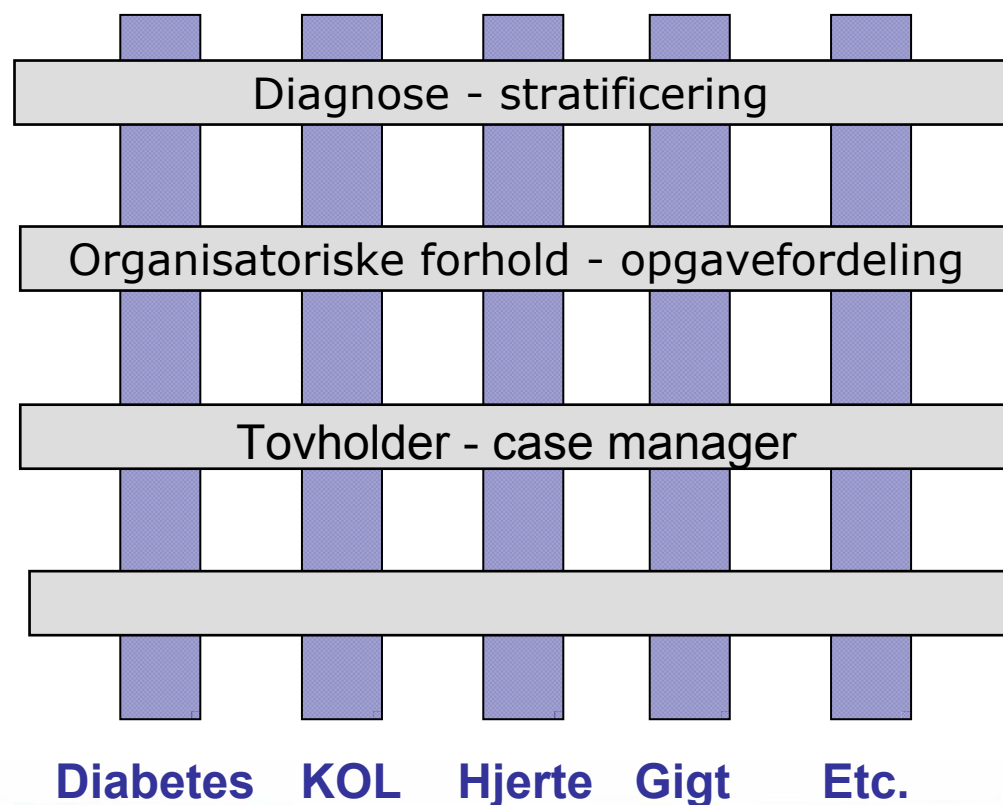 Diagnose - stratificering
Organisatoriske forhold - opgavefordeling
Tovholder - case manager
Diabetes KOL Hjerte Gigt Etc.